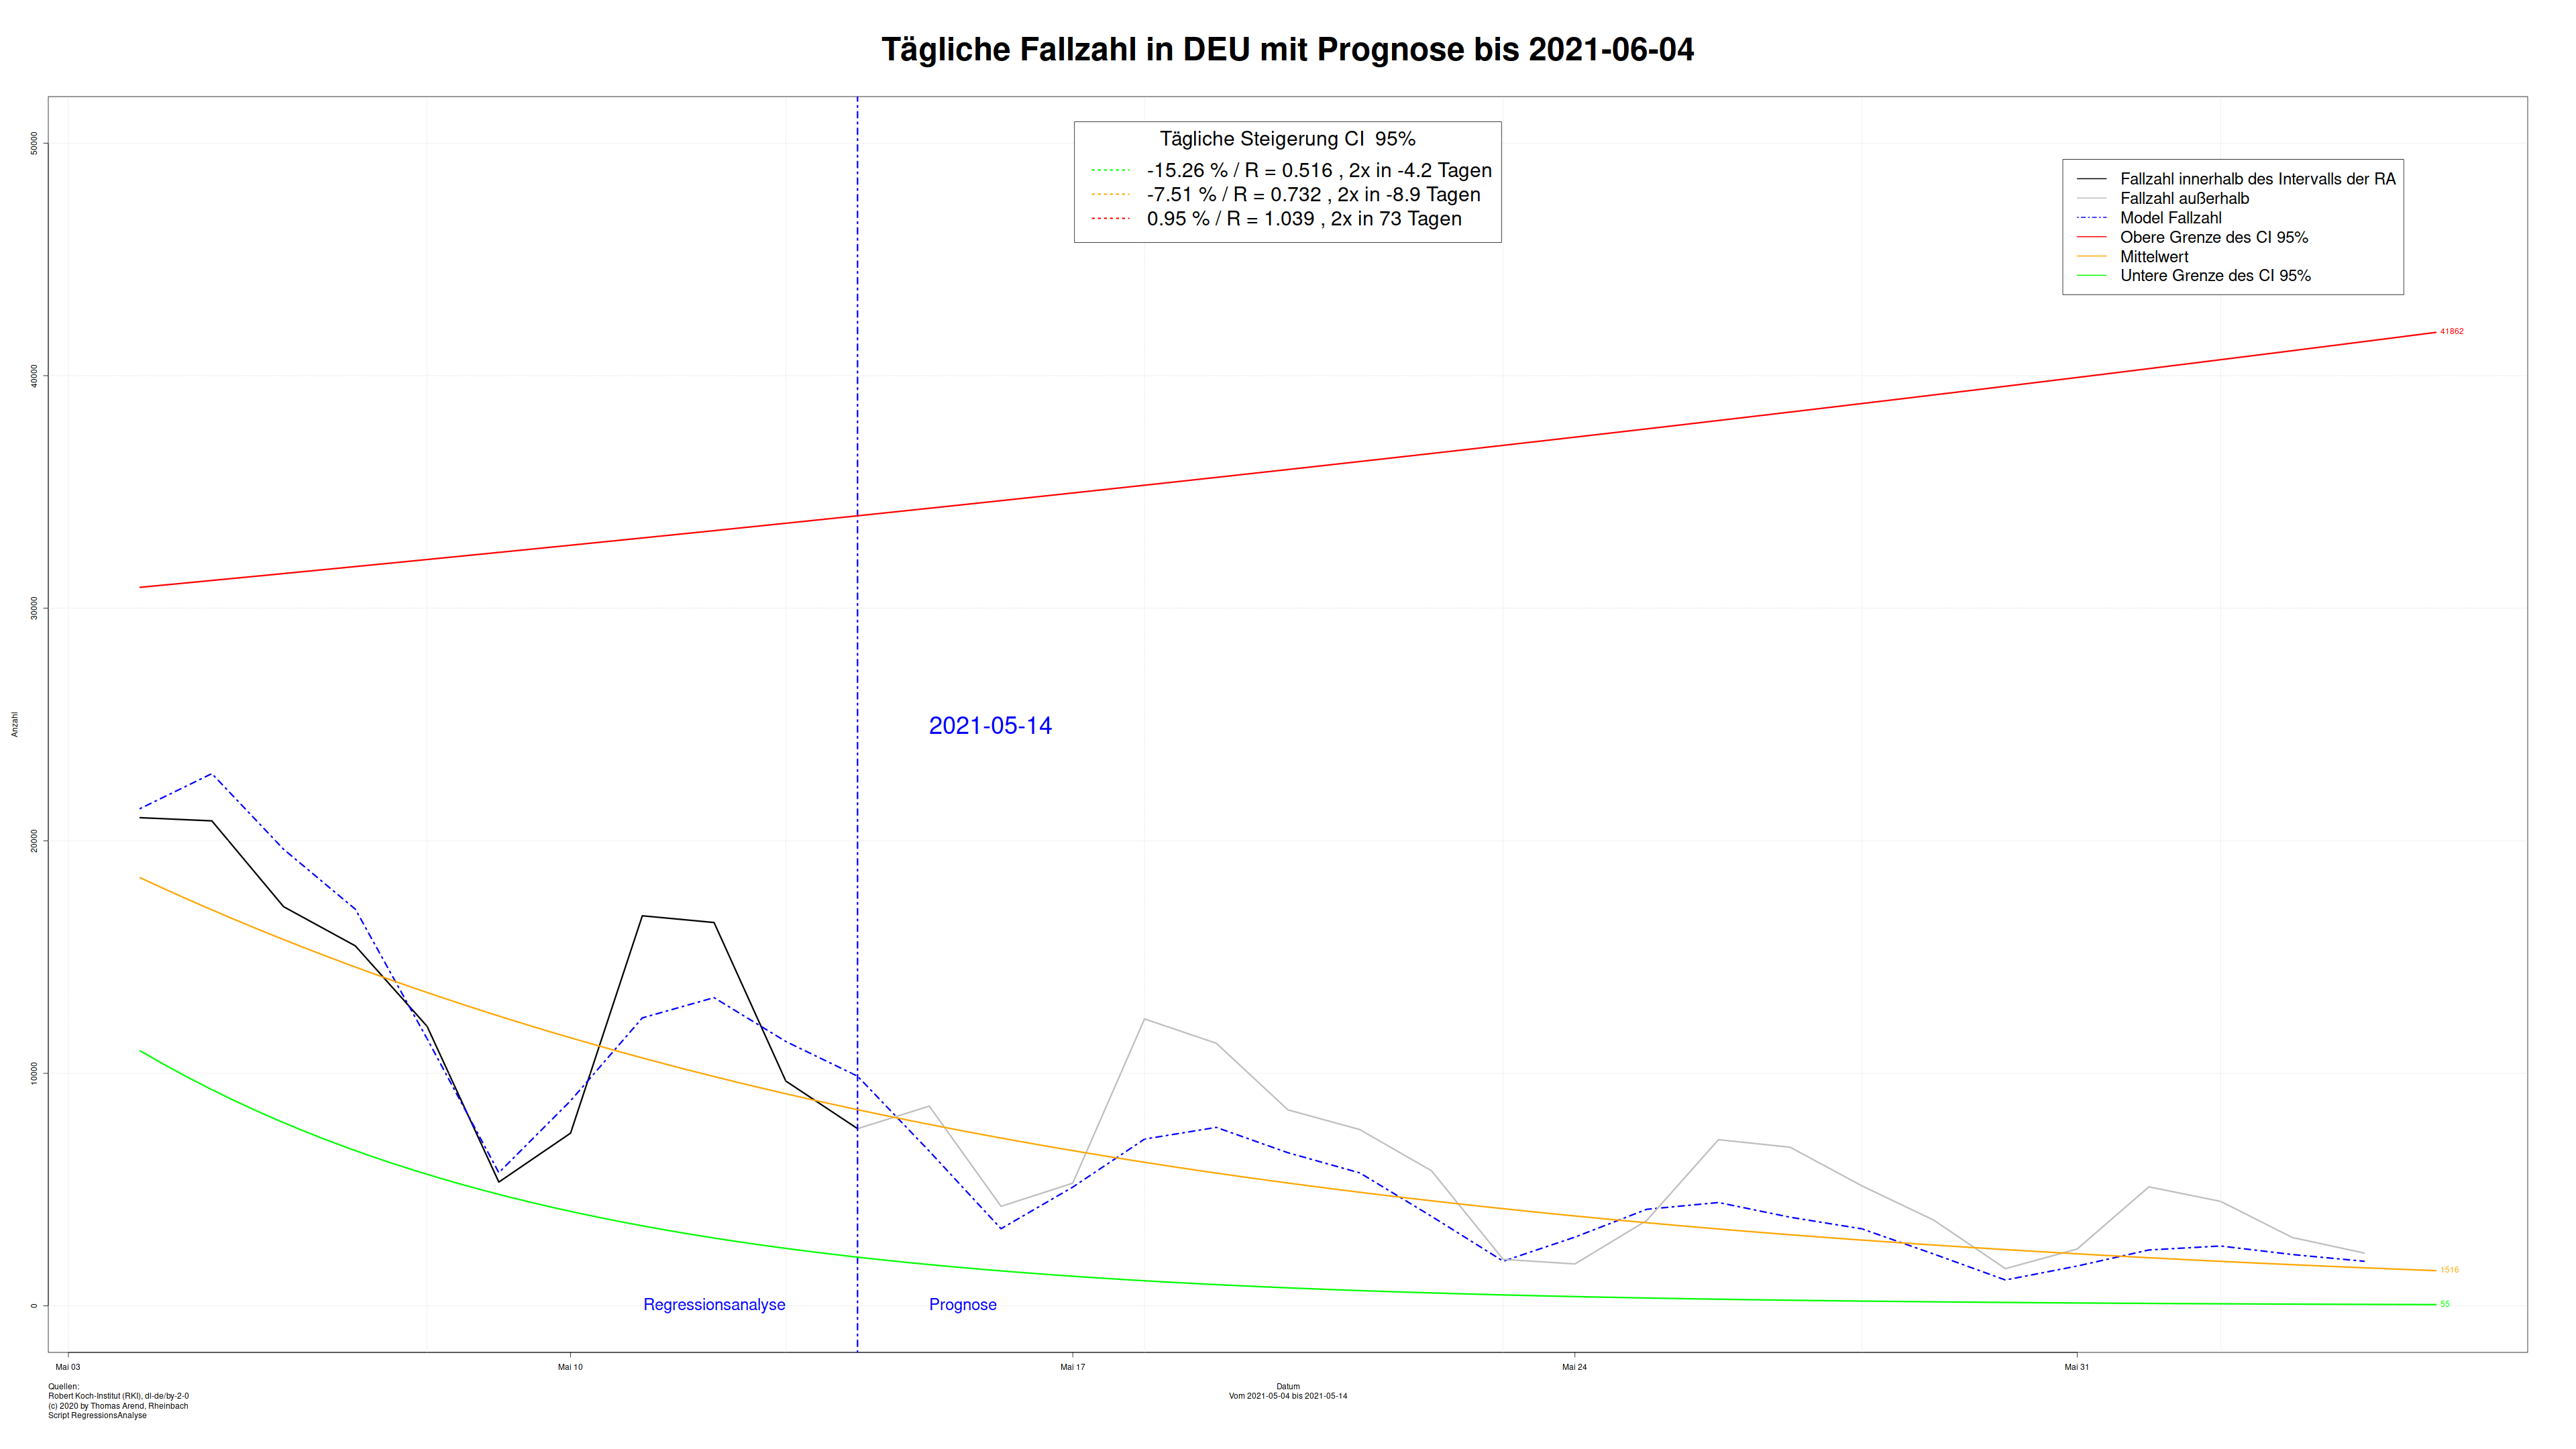 Tägliche Fallzahl in DEU mit Prognose bis 2021-06-04
Tägliche Steigerung CI 95%
-15.26 % / R = 0.516 , 2x in -4.2 Tagen
-7.51 % / R = 0.732 , 2x in -8.9 Tagen
0.95 % / R = 1.039 , 2x in 73 Tagen
Fallzahl innerhalb des Intervalls der RA
Fallzahl außerhalb
Model Fallzahl
Obere Grenze des CI 95%
Mittelwert
Untere Grenze des CI 95%
50000
40000
30000
20000
10000
0
Anzahl
41862
2021-05-14
1516
55
Regressionsanalyse
Prognose
Mai 03
Mai 10
Mai 17
Mai 24
Mai 31
Datum
Vom 2021-05-04 bis 2021-05-14
Quellen:
Robert Koch-Institut (RKI), dl-de/by-2-0
(c) 2020 by Thomas Arend, Rheinbach
Script RegressionsAnalyse